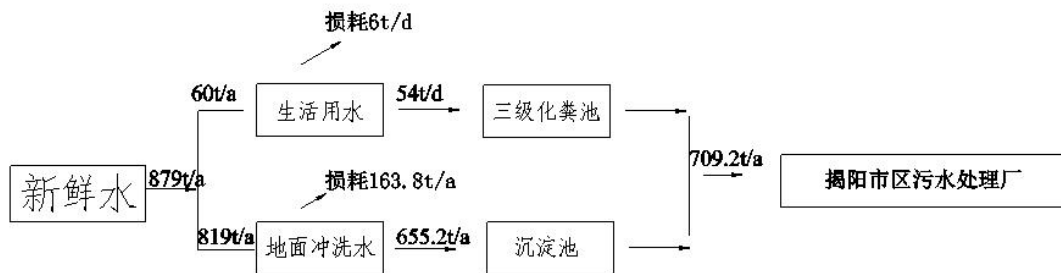 损耗6t/d
60t/a
生活用水
54t/d
三级化粪池
新鲜水
879t/a
709.2t/a
揭阳市区污水处理厂
损耗163.8t/a
819t/a
地面冲洗水
655.2t/a
沉淀池